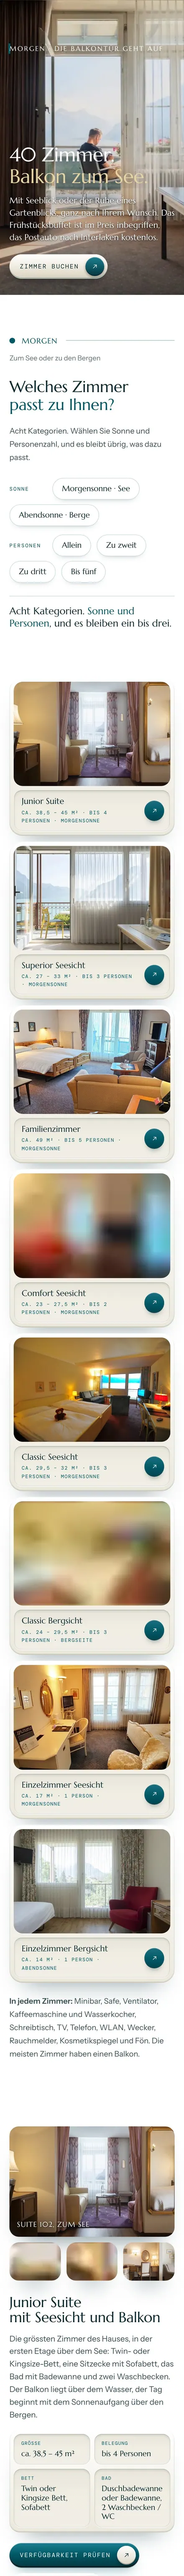 MORGEN · DIE BALKONTÜR GEHT AUF
40 Zimmer,
Balkon zum See
Mit Seeblick oder der Ruhe eines
Gartenblicks, ganz nach Ihrem Wunsch. Das
Frühstücksbuffet ist im Preis inbegriffen,
das Postauto nach Interlaken kostenlos.
ZIMMER BUCHEN
MORGEN
Zum See oder zu den Bergen
Welches Zimmer
passt zu Ihnen?
Acht Kategorien. Wählen Sie Sonne und
Personenzahl, und es bleibt übrig, was dazu
passt.
SONNE
Morgensonne · See
Abendsonne · Berge
PERSONEN
Allein
Zu zweit
Zu dritt
Bis fünf
Acht Kategorien. Sonne und
Personen, und es bleiben ein bis drei.
Junior Suite
CA. 38,5 – 45 M² · BIS 4
PERSONEN · MORGENSONNE
Superior Seesicht
CA. 27 – 33 M² · BIS 3 PERSONEN
· MORGENSONNE
Familienzimmer
CA. 40 M² · BIS 5 PERSONEN ·
MORGENSONNE
Comfort Seesicht
CA. 23 – 27,5 M² · BIS 2
PERSONEN · MORGENSONNE
Classic Seesicht
CA. 29,5 – 32 M² · BIS 3
PERSONEN · MORGENSONNE
Classic Bergsicht
CA. 24 – 29,5 M² · BIS 3
PERSONEN · BERGSEITE
Einzelzimmer Seesicht
CA. 17 M² · 1 PERSON ·
MORGENSONNE
Einzelzimmer Bergsicht
CA. 14 M² · 1 PERSON ·
ABENDSONNE
In jedem Zimmer: Minibar, Safe, Ventilator,
Kaffeemaschine und Wasserkocher,
Schreibtisch, TV, Telefon, WLAN, Wecker,
Rauchmelder, Kosmetikspiegel und Fön. Die
meisten Zimmer haben einen Balkon.
SUITE 102, ZUM SEE
Junior Suite
mit Seesicht und Balkon
Die grössten Zimmer des Hauses, in der
ersten Etage über dem See: Twin- oder
Kingsize-Bett, eine Sitzecke mit Sofabett, das
Bad mit Badewanne und zwei Waschbecken.
Der Balkon liegt über dem Wasser, der Tag
beginnt mit dem Sonnenaufgang über den
Bergen.
GRÖSSE
ca. 38,5 – 45 m²
BELEGUNG
bis 4 Personen
BETT
Twin oder
Kingsize Bett,
Sofabett
BAD
Duschbadewanne
oder Badewanne,
2 Waschbecken /
WC
VERFÜGBARKEIT PRÜFEN